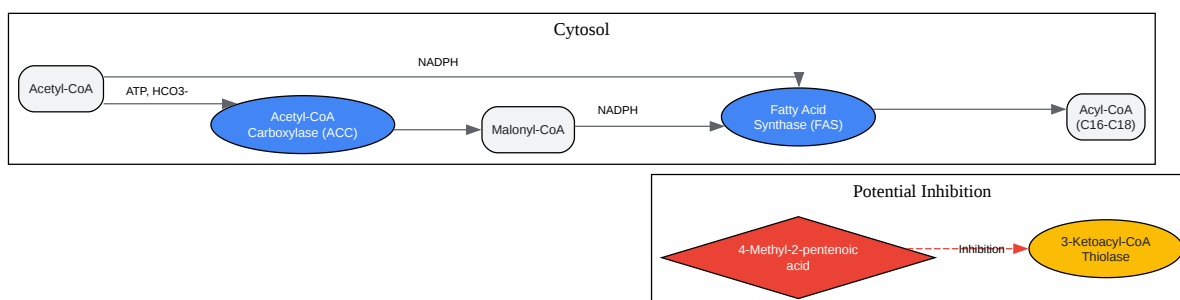 Cytosol
NADPH
Acetyl-CoA
ATP, HCO3-
Acetyl-CoA
Carboxylase (ACC)
Malonyl-CoA
NADPH
Fatty Acid
Synthase (FAS)
Acyl-CoA
(C16-C18)
Potential Inhibition
4-Methyl-2-pentenoic
acid
Inhibition
3-Ketoacyl-CoA
Thiolase